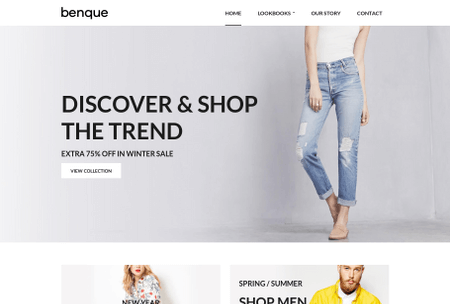 benque
HOME
LOOKBOOKS
OUR STORY
CONTACT
DISCOVER & SHOP
THE TREND
EXTRA 75% OFF IN WINTER SALE
VIEW COLLECTION
NEW YEAR
SPRING / SUMMER
SHOP MEN